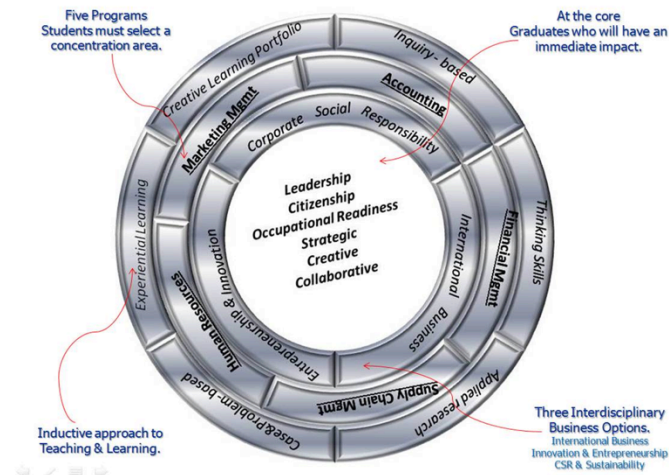 Five Programs
Students must select a
concentration area.
At the core
Graduates who will have an
immediate impact.
Creative Learning Portfolio
Inquiry - based
Thinking Skills
Applied research
Case&Problem-based
Experiential Learning
Marketing Mgmt
Accounting
Financial Mgmt
Supply Chain Mgmt
Human Resources
Corporate Social Responsibility
International Business
Entrepreneurship & Innovation
Leadership
Citizenship
Occupational Readiness
Strategic
Creative
Collaborative
Inductive approach to
Teaching & Learning.
Three Interdisciplinary
Business Options.
International Business
Innovation & Entrepreneurship
CSR & Sustainability